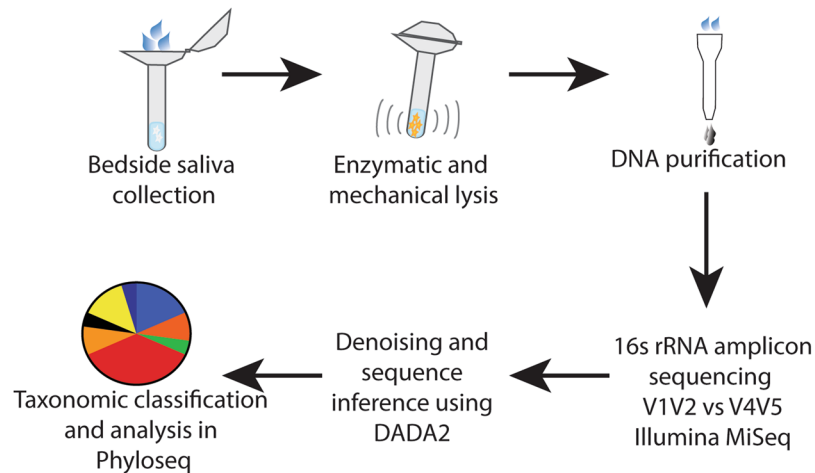 Bedside saliva
collection
Enzymatic and
mechanical lysis
DNA purification
16s rRNA amplicon
sequencing
V1V2 vs V4V5
Illumina MiSeq
Denoising and
sequence
inference using
DADA2
Taxonomic classification
and analysis in
Phyloseq